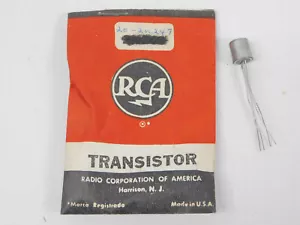 RCA
®*
TRANSISTOR
RADIO CORPORATION OF AMERICA
Harrison, N. J.
*Marca Registrada
Made in U.S.A.